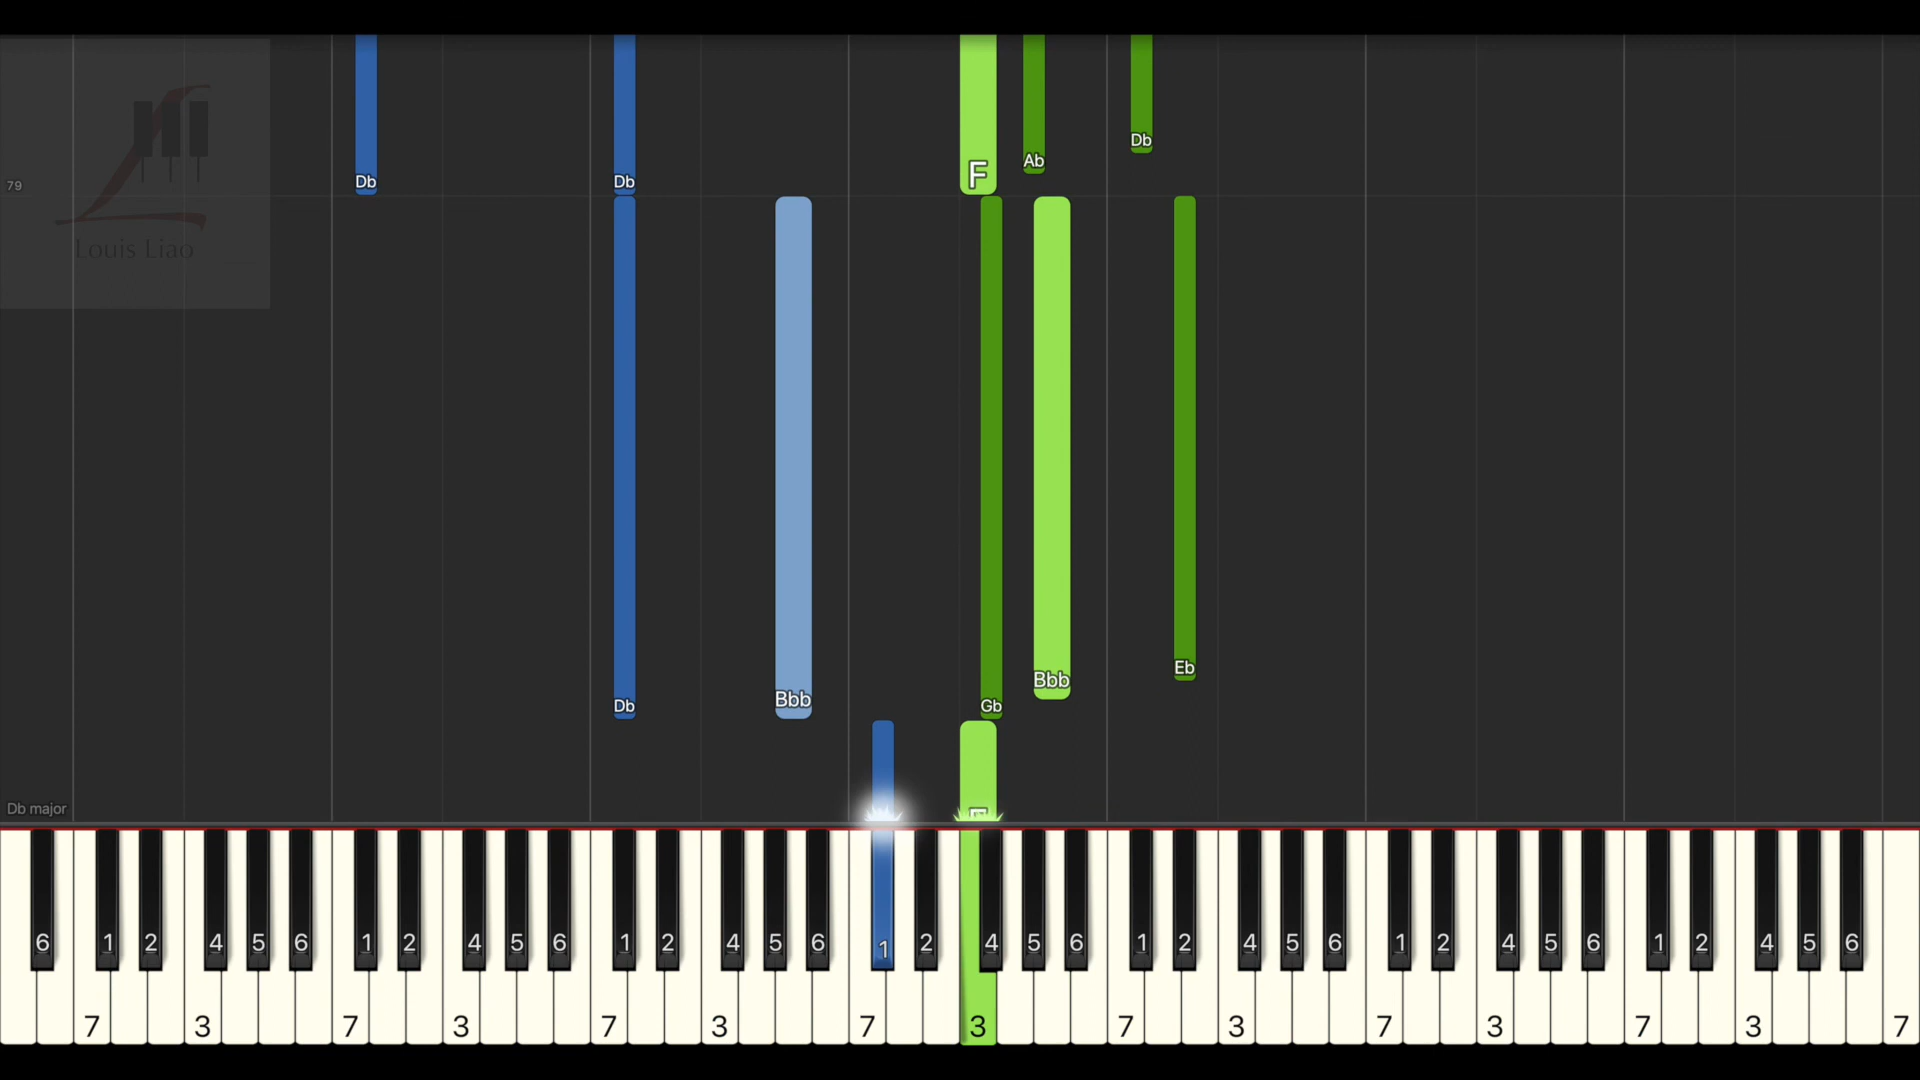 Db Db F Ab Db
79
Louis Liao
Db Bbb Gb Bbb Eb
Db major
6 1 2 4 5 6 1 2 4 5 6 1 2 4 5 6 1 2 4 5 6 1 2 4 5 6 1 2 4 5 6 1 2 4 5 6
7 3 7 3 7 3 7 3 7 3 7 3 7 3 7